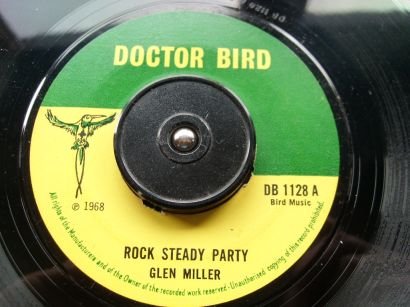 DOCTOR BIRD
DB 1128 A
Bird Music
℗ 1968
ROCK STEADY PARTY
GLEN MILLER
All rights of the Manufacturer and of the Owner of the recorded work reserved - Unauthorised copying of this record prohibited.